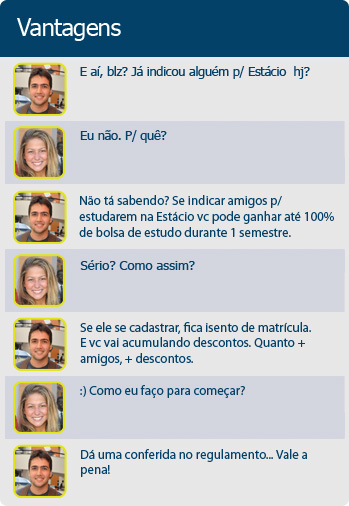 Vantagens
E aí, blz? Já indicou alguém p/ Estácio hj?
Eu não. P/ quê?
Não tá sabendo? Se indicar amigos p/
estudarem na Estácio vc pode ganhar até 100%
de bolsa de estudo durante 1 semestre.
Sério? Como assim?
Se ele se cadastrar, fica isento de matrícula.
E vc vai acumulando descontos. Quanto +
amigos, + descontos.
:) Como eu faço para começar?
Dá uma conferida no regulamento... Vale a
pena!